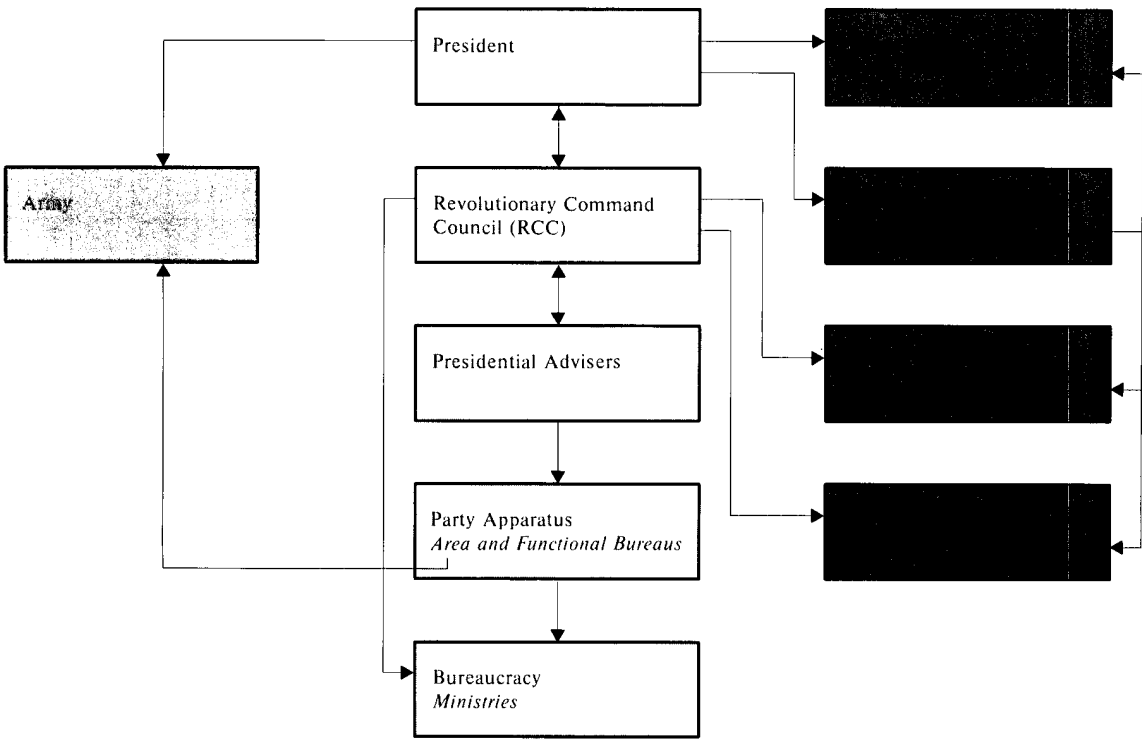 President
Army
Revolutionary Command
Council (RCC)
Presidential Advisers
Party Apparatus
Area and Functional Bureaus
Bureaucracy
Ministries